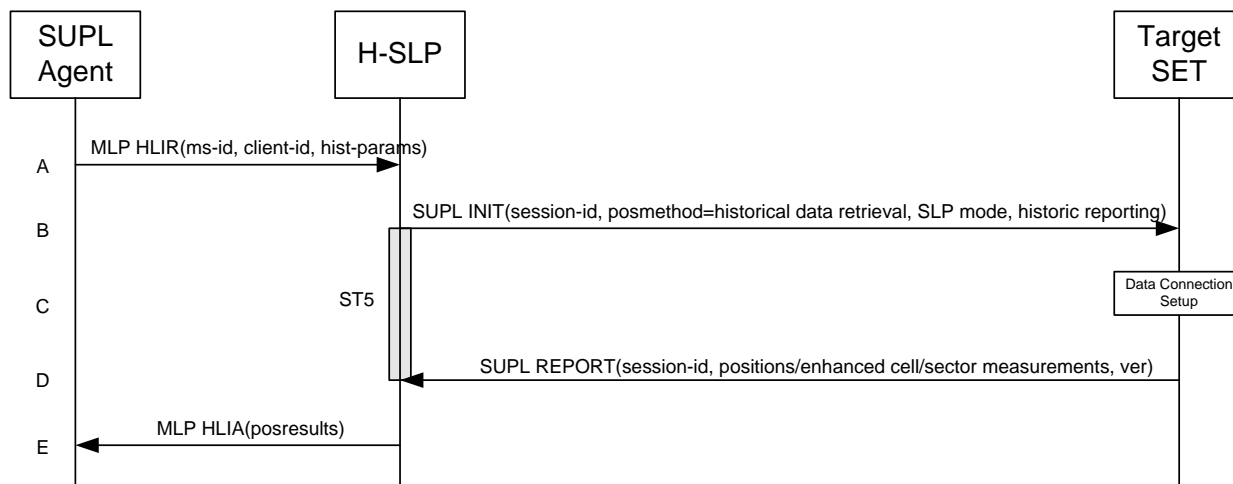 SUPL
Agent
H-SLP
Target
SET
MLP HLIR(ms-id, client-id, hist-params)
A
SUPL INIT(session-id, posmethod=historical data retrieval, SLP mode, historic reporting)
B
Data Connection
Setup
C
ST5
SUPL REPORT(session-id, positions/enhanced cell/sector measurements, ver)
D
MLP HLIA(posresults)
E